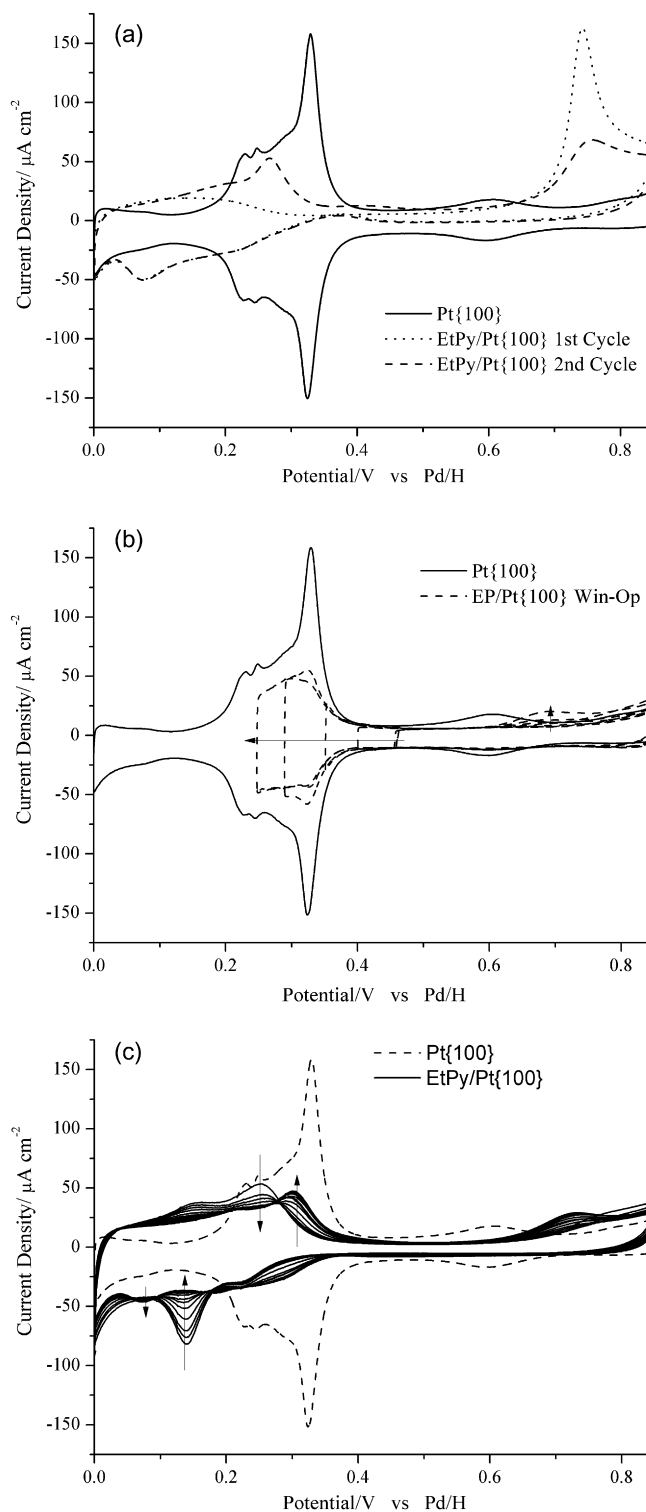 (a)
150
100
50
0
-50
-100
-150
Current Density/ μA cm⁻²
Pt{100}
EtPy/Pt{100} 1st Cycle
EtPy/Pt{100} 2nd Cycle
0.0 0.2 0.4 0.6 0.8
Potential/V vs Pd/H
(b)
150
100
50
0
-50
-100
-150
Current Density/ μA cm⁻²
Pt{100}
EP/Pt{100} Win-Op
0.0 0.2 0.4 0.6 0.8
Potential/V vs Pd/H
(c)
150
100
50
0
-50
-100
-150
Current Density/ μA cm⁻²
Pt{100}
EtPy/Pt{100}
0.0 0.2 0.4 0.6 0.8
Potential/V vs Pd/H